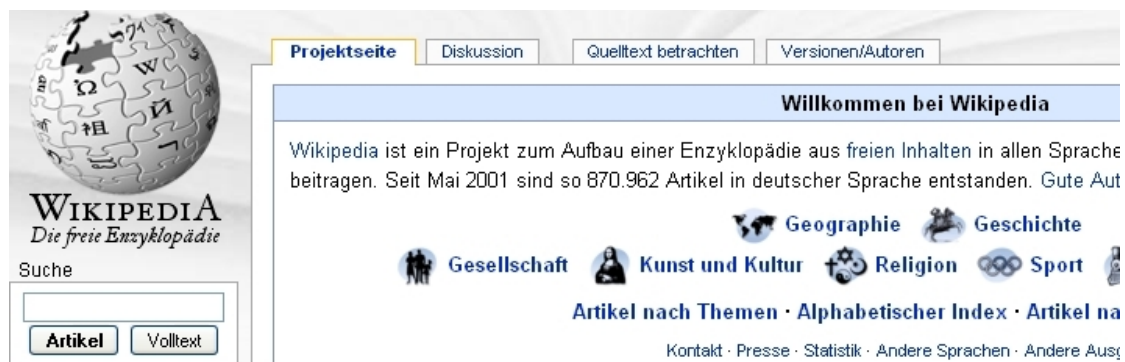 Projektseite Diskussion Quelltext betrachten Versionen/Autoren
Willkommen bei Wikipedia
Wikipedia ist ein Projekt zum Aufbau einer Enzyklopädie aus freien Inhalten in allen Sprache
beitragen. Seit Mai 2001 sind so 870.962 Artikel in deutscher Sprache entstanden. Gute Aut
Geographie Geschichte
Gesellschaft Kunst und Kultur Religion Sport
Artikel nach Themen · Alphabetischer Index · Artikel na
Kontakt · Presse · Statistik · Andere Sprachen · Andere Ausg
WIKIPEDIA
Die freie Enzyklopädie
Suche
Artikel Volltext